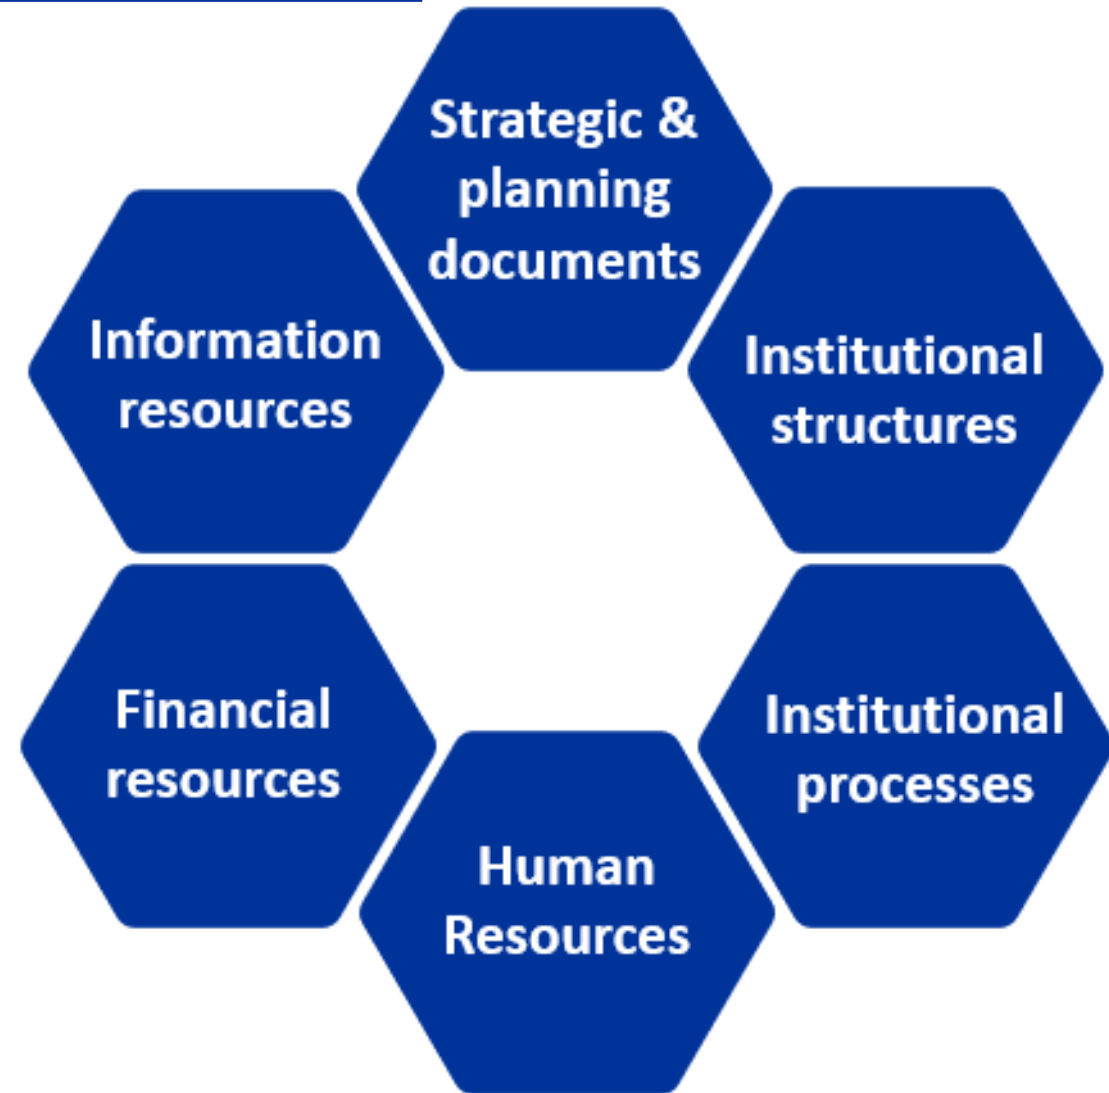 Strategic &
planning
documents
Information
resources
Institutional
structures
Financial
resources
Institutional
processes
Human
Resources